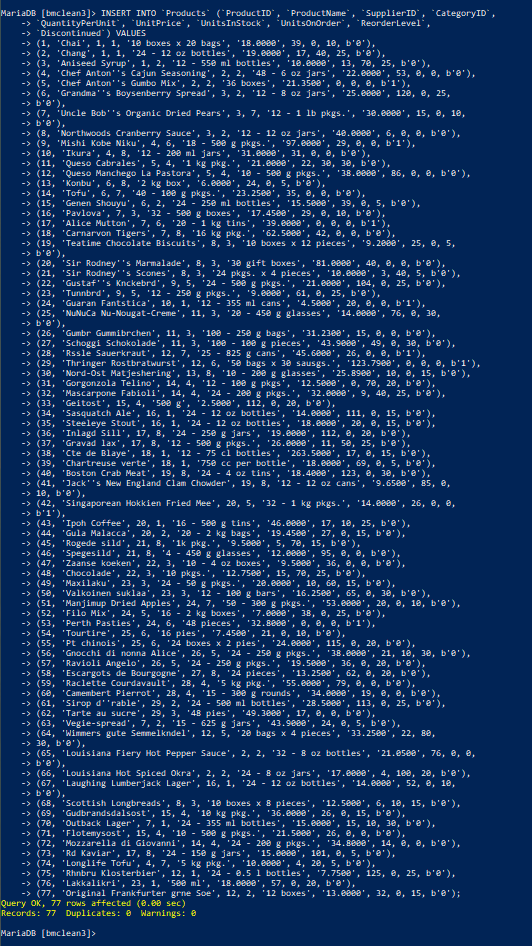 MariaDB [bmclean3]> INSERT INTO `Products` (`ProductID`, `ProductName`, `SupplierID`, `CategoryID`,
    -> `QuantityPerUnit`, `UnitPrice`, `UnitsInStock`, `UnitsOnOrder`, `ReorderLevel`,
    -> `Discontinued`) VALUES
    -> (1, 'Chai', 1, 1, '10 boxes x 20 bags', '18.0000', 39, 0, 10, b'0'),
    -> (2, 'Chang', 1, 1, '24 - 12 oz bottles', '19.0000', 17, 40, 25, b'0'),
    -> (3, 'Aniseed Syrup', 1, 2, '12 - 550 ml bottles', '10.0000', 13, 70, 25, b'0'),
    -> (4, 'Chef Anton''s Cajun Seasoning', 2, 2, '48 - 6 oz jars', '22.0000', 53, 0, 0, b'0'),
    -> (5, 'Chef Anton''s Gumbo Mix', 2, 2, '36 boxes', '21.3500', 0, 0, 0, b'1'),
    -> (6, 'Grandma''s Boysenberry Spread', 3, 2, '12 - 8 oz jars', '25.0000', 120, 0, 25,
    -> b'0'),
    -> (7, 'Uncle Bob''s Organic Dried Pears', 3, 7, '12 - 1 lb pkgs.', '30.0000', 15, 0, 10,
    -> b'0'),
    -> (8, 'Northwoods Cranberry Sauce', 3, 2, '12 - 12 oz jars', '40.0000', 6, 0, 0, b'0'),
    -> (9, 'Mishi Kobe Niku', 4, 6, '18 - 500 g pkgs.', '97.0000', 29, 0, 0, b'1'),
    -> (10, 'Ikura', 4, 8, '12 - 200 ml jars', '31.0000', 31, 0, 0, b'0'),
    -> (11, 'Queso Cabrales', 5, 4, '1 kg pkg.', '21.0000', 22, 30, 30, b'0'),
    -> (12, 'Queso Manchego La Pastora', 5, 4, '10 - 500 g pkgs.', '38.0000', 86, 0, 0, b'0'),
    -> (13, 'Konbu', 6, 8, '2 kg box', '6.0000', 24, 0, 5, b'0'),
    -> (14, 'Tofu', 6, 7, '40 - 100 g pkgs.', '23.2500', 35, 0, 0, b'0'),
    -> (15, 'Genen Shouyu', 6, 2, '24 - 250 ml bottles', '15.5000', 39, 0, 5, b'0'),
    -> (16, 'Pavlova', 7, 3, '32 - 500 g boxes', '17.4500', 29, 0, 10, b'0'),
    -> (17, 'Alice Mutton', 7, 6, '20 - 1 kg tins', '39.0000', 0, 0, 0, b'1'),
    -> (18, 'Carnarvon Tigers', 7, 8, '16 kg pkg.', '62.5000', 42, 0, 0, b'0'),
    -> (19, 'Teatime Chocolate Biscuits', 8, 3, '10 boxes x 12 pieces', '9.2000', 25, 0, 5,
    -> b'0'),
    -> (20, 'Sir Rodney''s Marmalade', 8, 3, '30 gift boxes', '81.0000', 40, 0, 0, b'0'),
    -> (21, 'Sir Rodney''s Scones', 8, 3, '24 pkgs. x 4 pieces', '10.0000', 3, 40, 5, b'0'),
    -> (22, 'Gustaf''s Knckebrd', 9, 5, '24 - 500 g pkgs.', '21.0000', 104, 0, 25, b'0'),
    -> (23, 'Tunnbrd', 9, 5, '12 - 250 g pkgs.', '9.0000', 61, 0, 25, b'0'),
    -> (24, 'Guaran Fantstica', 10, 1, '12 - 355 ml cans', '4.5000', 20, 0, 0, b'1'),
    -> (25, 'NuNuCa Nu-Nougat-Creme', 11, 3, '20 - 450 g glasses', '14.0000', 76, 0, 30,
    -> b'0'),
    -> (26, 'Gumbr Gummibrchen', 11, 3, '100 - 250 g bags', '31.2300', 15, 0, 0, b'0'),
    -> (27, 'Schoggi Schokolade', 11, 3, '100 - 100 g pieces', '43.9000', 49, 0, 30, b'0'),
    -> (28, 'Rssle Sauerkraut', 12, 7, '25 - 825 g cans', '45.6000', 26, 0, 0, b'1'),
    -> (29, 'Thringer Rostbratwurst', 12, 6, '50 bags x 30 sausgs.', '123.7900', 0, 0, 0, b'1'),
    -> (30, 'Nord-Ost Matjeshering', 13, 8, '10 - 200 g glasses', '25.8900', 10, 0, 15, b'0'),
    -> (31, 'Gorgonzola Telino', 14, 4, '12 - 100 g pkgs', '12.5000', 0, 70, 20, b'0'),
    -> (32, 'Mascarpone Fabioli', 14, 4, '24 - 200 g pkgs.', '32.0000', 9, 40, 25, b'0'),
    -> (33, 'Geitost', 15, 4, '500 g', '2.5000', 112, 0, 20, b'0'),
    -> (34, 'Sasquatch Ale', 16, 1, '24 - 12 oz bottles', '14.0000', 111, 0, 15, b'0'),
    -> (35, 'Steeleye Stout', 16, 1, '24 - 12 oz bottles', '18.0000', 20, 0, 15, b'0'),
    -> (36, 'Inlagd Sill', 17, 8, '24 - 250 g jars', '19.0000', 112, 0, 20, b'0'),
    -> (37, 'Gravad lax', 17, 8, '12 - 500 g pkgs.', '26.0000', 11, 50, 25, b'0'),
    -> (38, 'Cte de Blaye', 18, 1, '12 - 75 cl bottles', '263.5000', 17, 0, 15, b'0'),
    -> (39, 'Chartreuse verte', 18, 1, '750 cc per bottle', '18.0000', 69, 0, 5, b'0'),
    -> (40, 'Boston Crab Meat', 19, 8, '24 - 4 oz tins', '18.4000', 123, 0, 30, b'0'),
    -> (41, 'Jack''s New England Clam Chowder', 19, 8, '12 - 12 oz cans', '9.6500', 85, 0,
    -> 10, b'0'),
    -> (42, 'Singaporean Hokkien Fried Mee', 20, 5, '32 - 1 kg pkgs.', '14.0000', 26, 0, 0,
    -> b'1'),
    -> (43, 'Ipoh Coffee', 20, 1, '16 - 500 g tins', '46.0000', 17, 10, 25, b'0'),
    -> (44, 'Gula Malacca', 20, 2, '20 - 2 kg bags', '19.4500', 27, 0, 15, b'0'),
    -> (45, 'Rogede sild', 21, 8, '1k pkg.', '9.5000', 5, 70, 15, b'0'),
    -> (46, 'Spegesild', 21, 8, '4 - 450 g glasses', '12.0000', 95, 0, 0, b'0'),
    -> (47, 'Zaanse koeken', 22, 3, '10 - 4 oz boxes', '9.5000', 36, 0, 0, b'0'),
    -> (48, 'Chocolade', 22, 3, '10 pkgs.', '12.7500', 15, 70, 25, b'0'),
    -> (49, 'Maxilaku', 23, 3, '24 - 50 g pkgs.', '20.0000', 10, 60, 15, b'0'),
    -> (50, 'Valkoinen suklaa', 23, 3, '12 - 100 g bars', '16.2500', 65, 0, 30, b'0'),
    -> (51, 'Manjimup Dried Apples', 24, 7, '50 - 300 g pkgs.', '53.0000', 20, 0, 10, b'0'),
    -> (52, 'Filo Mix', 24, 5, '16 - 2 kg boxes', '7.0000', 38, 0, 25, b'0'),
    -> (53, 'Perth Pasties', 24, 6, '48 pieces', '32.8000', 0, 0, 0, b'1'),
    -> (54, 'Tourtire', 25, 6, '16 pies', '7.4500', 21, 0, 10, b'0'),
    -> (55, 'Pt chinois', 25, 6, '24 boxes x 2 pies', '24.0000', 115, 0, 20, b'0'),
    -> (56, 'Gnocchi di nonna Alice', 26, 5, '24 - 250 g pkgs.', '38.0000', 21, 10, 30, b'0'),
    -> (57, 'Ravioli Angelo', 26, 5, '24 - 250 g pkgs.', '19.5000', 36, 0, 20, b'0'),
    -> (58, 'Escargots de Bourgogne', 27, 8, '24 pieces', '13.2500', 62, 0, 20, b'0'),
    -> (59, 'Raclette Courdavault', 28, 4, '5 kg pkg.', '55.0000', 79, 0, 0, b'0'),
    -> (60, 'Camembert Pierrot', 28, 4, '15 - 300 g rounds', '34.0000', 19, 0, 0, b'0'),
    -> (61, 'Sirop d''rable', 29, 2, '24 - 500 ml bottles', '28.5000', 113, 0, 25, b'0'),
    -> (62, 'Tarte au sucre', 29, 3, '48 pies', '49.3000', 17, 0, 0, b'0'),
    -> (63, 'Vegie-spread', 7, 2, '15 - 625 g jars', '43.9000', 24, 0, 5, b'0'),
    -> (64, 'Wimmers gute Semmelkndel', 12, 5, '20 bags x 4 pieces', '33.2500', 22, 80,
    -> 30, b'0'),
    -> (65, 'Louisiana Fiery Hot Pepper Sauce', 2, 2, '32 - 8 oz bottles', '21.0500', 76, 0, 0,
    -> b'0'),
    -> (66, 'Louisiana Hot Spiced Okra', 2, 2, '24 - 8 oz jars', '17.0000', 4, 100, 20, b'0'),
    -> (67, 'Laughing Lumberjack Lager', 16, 1, '24 - 12 oz bottles', '14.0000', 52, 0, 10,
    -> b'0'),
    -> (68, 'Scottish Longbreads', 8, 3, '10 boxes x 8 pieces', '12.5000', 6, 10, 15, b'0'),
    -> (69, 'Gudbrandsdalsost', 15, 4, '10 kg pkg.', '36.0000', 26, 0, 15, b'0'),
    -> (70, 'Outback Lager', 7, 1, '24 - 355 ml bottles', '15.0000', 15, 10, 30, b'0'),
    -> (71, 'Flotemysost', 15, 4, '10 - 500 g pkgs.', '21.5000', 26, 0, 0, b'0'),
    -> (72, 'Mozzarella di Giovanni', 14, 4, '24 - 200 g pkgs.', '34.8000', 14, 0, 0, b'0'),
    -> (73, 'Rd Kaviar', 17, 8, '24 - 150 g jars', '15.0000', 101, 0, 5, b'0'),
    -> (74, 'Longlife Tofu', 4, 7, '5 kg pkg.', '10.0000', 4, 20, 5, b'0'),
    -> (75, 'Rhnbru Klosterbier', 12, 1, '24 - 0.5 l bottles', '7.7500', 125, 0, 25, b'0'),
    -> (76, 'Lakkalikri', 23, 1, '500 ml', '18.0000', 57, 0, 20, b'0'),
    -> (77, 'Original Frankfurter grne Soe', 12, 2, '12 boxes', '13.0000', 32, 0, 15, b'0');
Query OK, 77 rows affected (0.00 sec)
Records: 77  Duplicates: 0  Warnings: 0
MariaDB [bmclean3]>